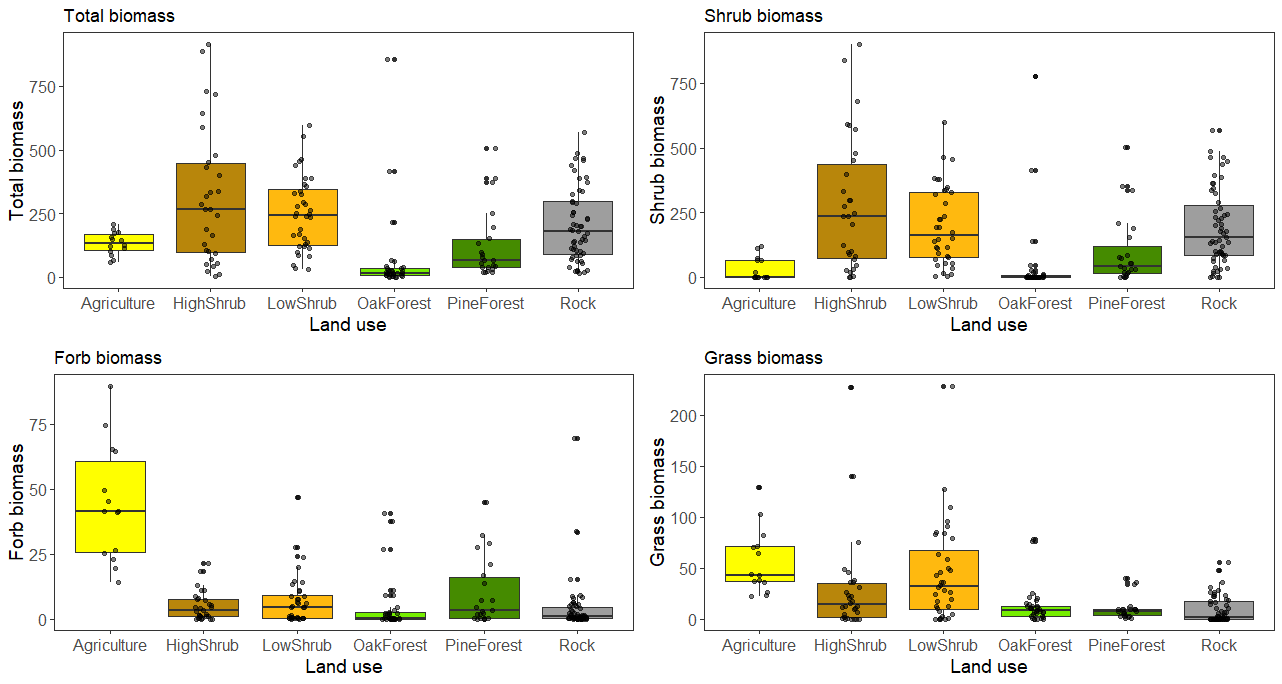 Total biomass
Total biomass
750
500
250
0
Agriculture HighShrub LowShrub OakForest PineForest Rock
Land use
Shrub biomass
Shrub biomass
750
500
250
0
Agriculture HighShrub LowShrub OakForest PineForest Rock
Land use
Forb biomass
Forb biomass
75
50
25
0
Agriculture HighShrub LowShrub OakForest PineForest Rock
Land use
Grass biomass
Grass biomass
200
150
100
50
0
Agriculture HighShrub LowShrub OakForest PineForest Rock
Land use